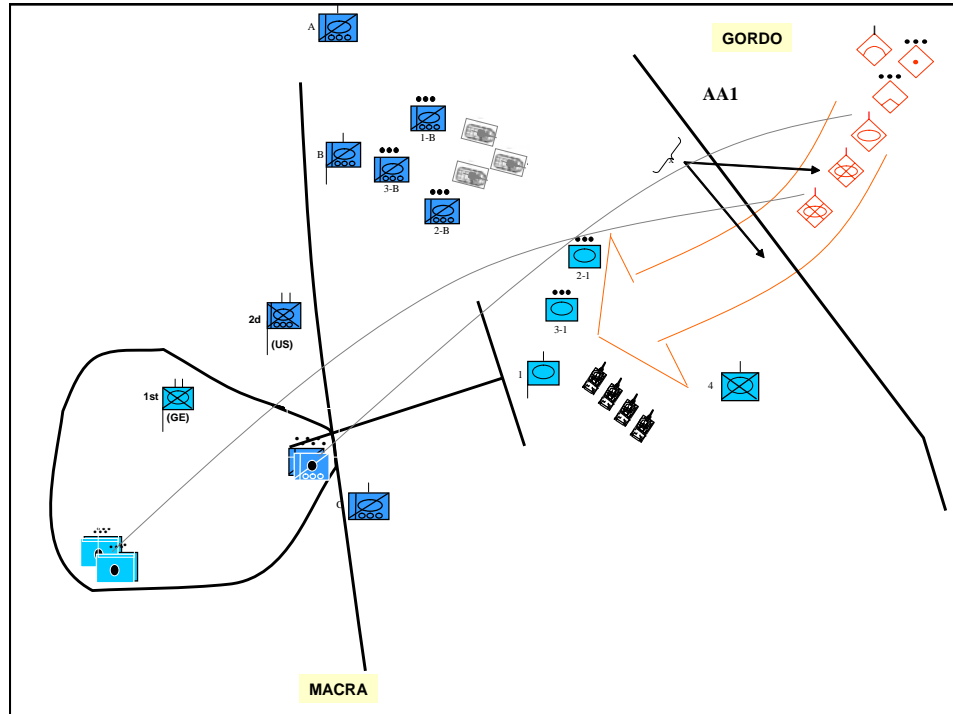 A
GORDO
AA1
1-B
B
3-B
2-B
2-1
3-1
2d
(US)
1
4
1st
(GE)
C
MACRA